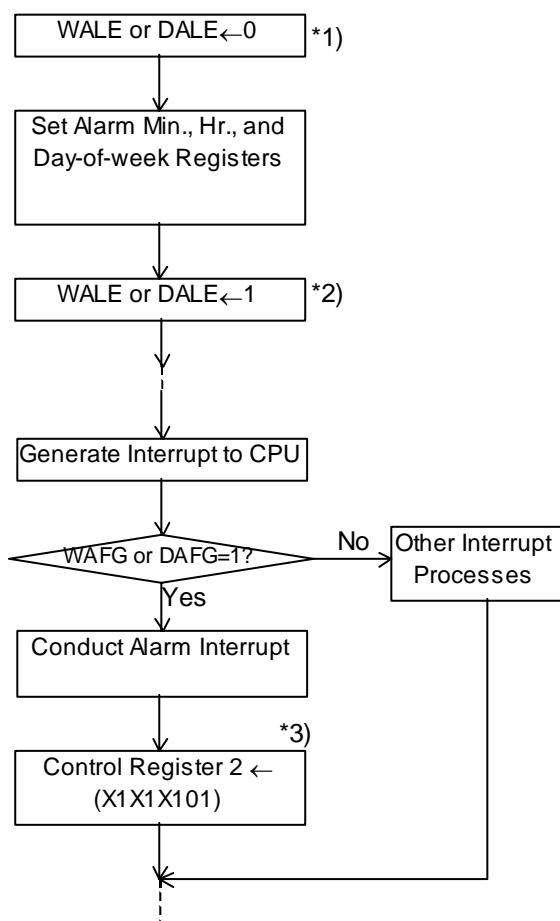 WALE or DALE←0
*1)
Set Alarm Min., Hr., and
Day-of-week Registers
WALE or DALE←1
*2)
Generate Interrupt to CPU
WAFG or DAFG=1?
No
Other Interrupt
Processes
Yes
Conduct Alarm Interrupt
*3)
Control Register 2 ←
(X1X1X101)